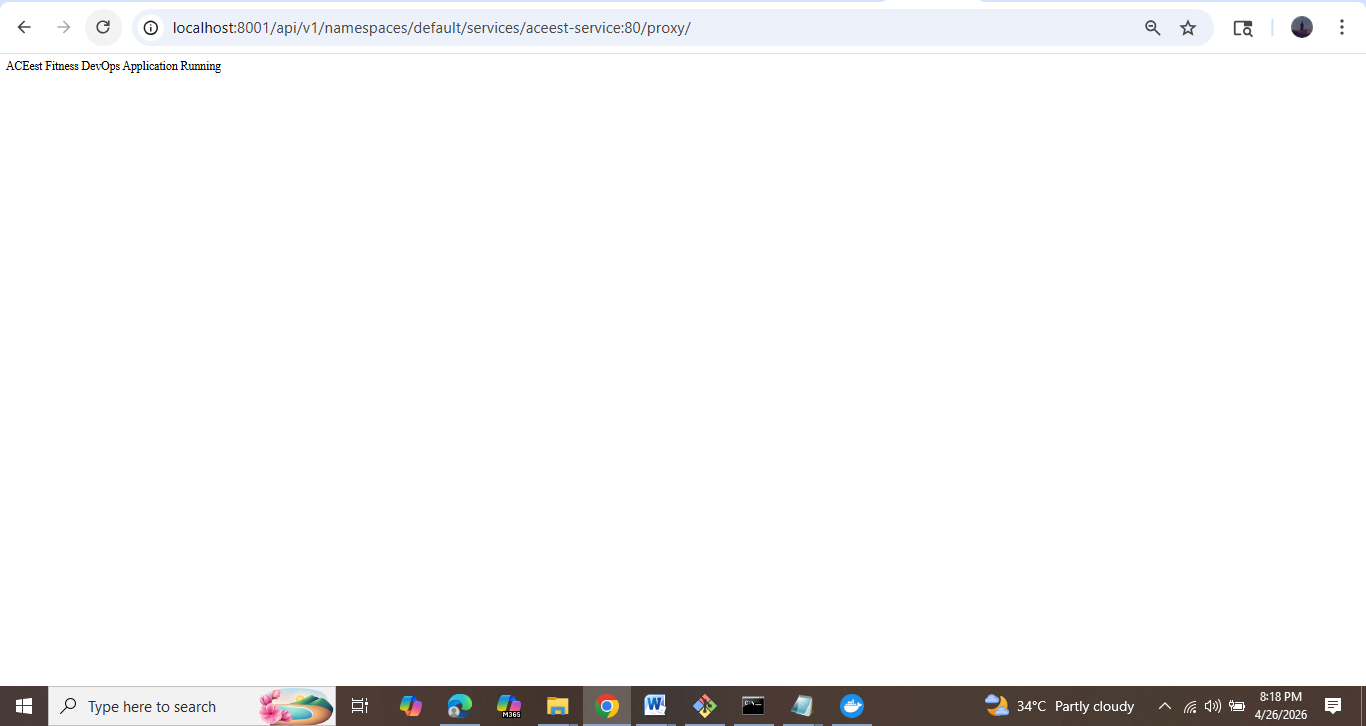 localhost:8001/api/v1/namespaces/default/services/aceest-service:80/proxy/
ACEest Fitness DevOps Application Running
Type here to search
M365
W
34°C Partly cloudy
8:18 PM
4/26/2026